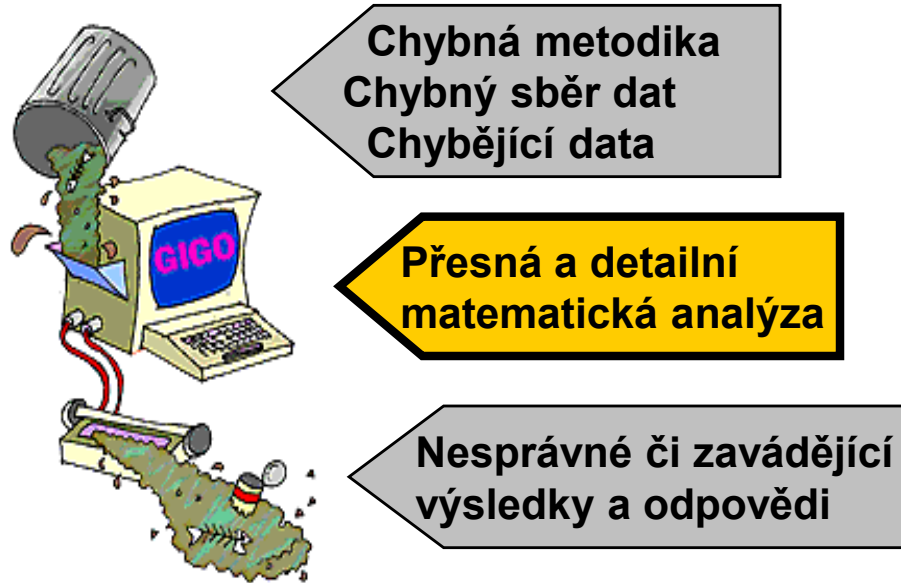 Chybná metodika
Chybný sběr dat
Chybějící data
GIGO
Přesná a detailní
matematická analýza
Nesprávné či zavádějící
výsledky a odpovědi